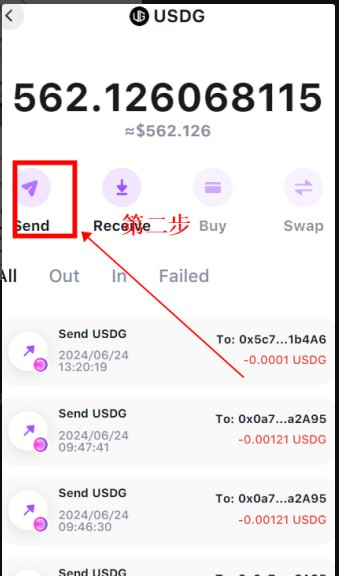 USDG
562.126068115
≈$562.126
Send Receive Buy Swap
第二步
All Out In Failed
Send USDG To: 0x5c7...1b4A6
2024/06/24 -0.0001 USDG
13:20:19
Send USDG To: 0x0a7...a2A95
2024/06/24 -0.00121 USDG
09:47:41
Send USDG To: 0x0a7...a2A95
2024/06/24 -0.00121 USDG
09:46:30
Send USDG